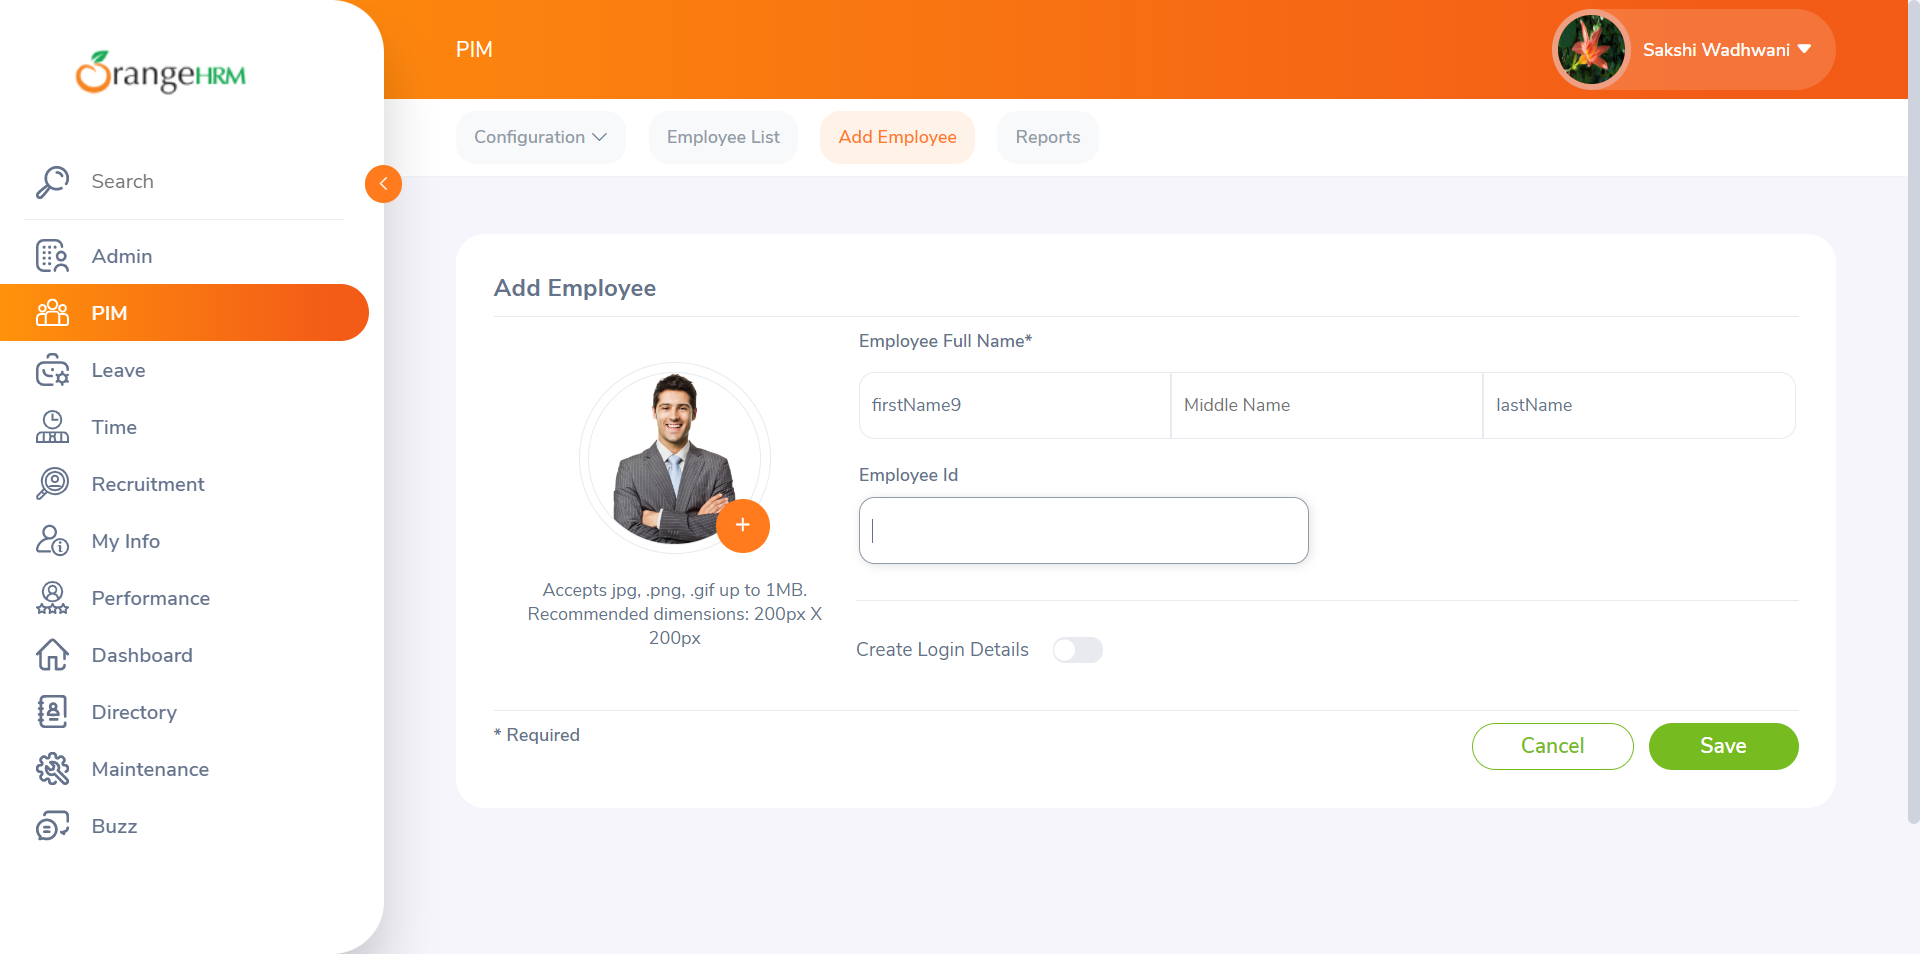 OrangeHRM
PIM
Sakshi Wadhwani
Configuration
Employee List
Add Employee
Reports
Search
Admin
PIM
Leave
Time
Recruitment
My Info
Performance
Dashboard
Directory
Maintenance
Buzz
Add Employee
Employee Full Name*
firstName9
Middle Name
lastName
Employee Id
Accepts jpg, .png, .gif up to 1MB.
Recommended dimensions: 200px X
200px
Create Login Details
* Required
Cancel
Save